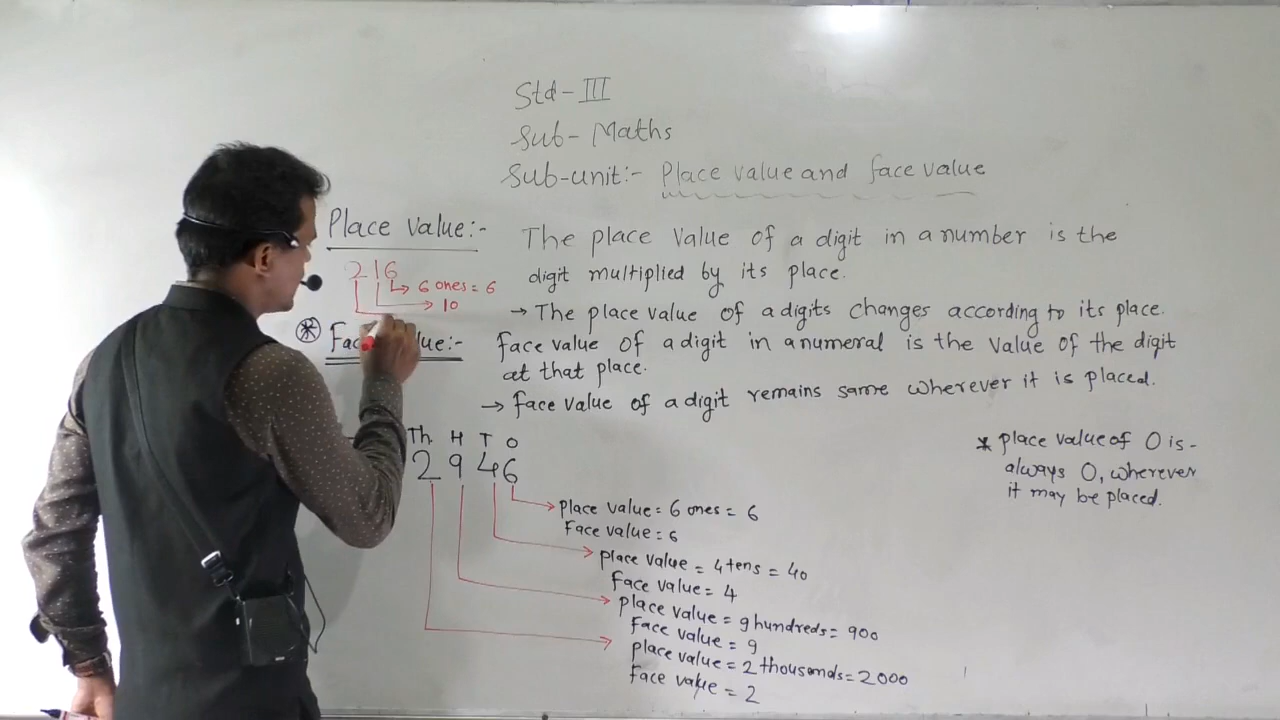 Std - III
Sub - Maths
Sub-unit:- Place value and face value
Place value:-
The place value of a digit in a number is the
digit multiplied by its place.
216
6 ones = 6
10
→ The place value of a digits changes according to its place.
Face value:-
face value of a digit in a numeral is the value of the digit
at that place.
→ face value of a digit remains same wherever it is placed.
Th. H T O
2946
* place value of 0 is -
always 0, wherever
it may be placed.
place value = 6 ones = 6
Face value = 6
place value = 4 tens = 40
Face value = 4
place value = 9 hundreds = 900
Face value = 9
place value = 2 thousands = 2000
Face value = 2